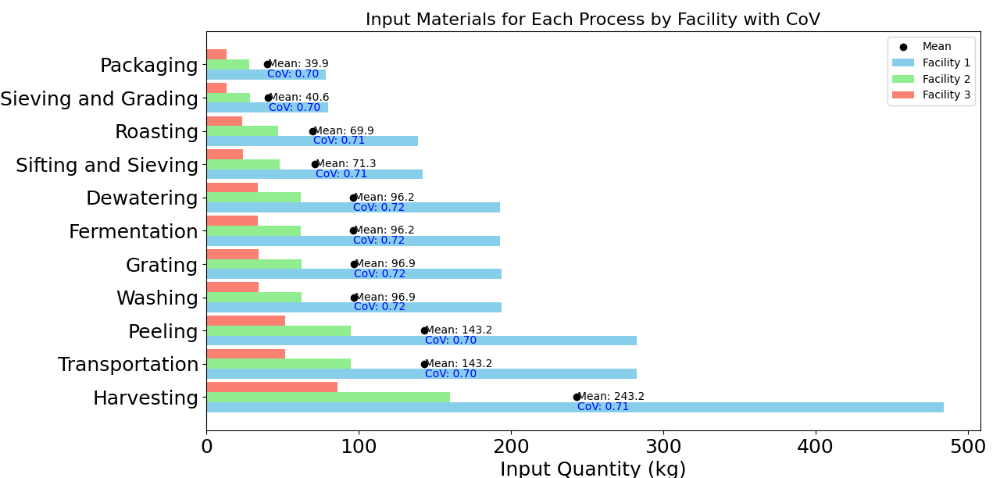 Input Materials for Each Process by Facility with CoV
Mean
Facility 1
Facility 2
Facility 3
Packaging
Mean: 39.9
CoV: 0.70
Sieving and Grading
Mean: 40.6
CoV: 0.70
Roasting
Mean: 69.9
CoV: 0.71
Sifting and Sieving
Mean: 71.3
CoV: 0.71
Dewatering
Mean: 96.2
CoV: 0.72
Fermentation
Mean: 96.2
CoV: 0.72
Grating
Mean: 96.9
CoV: 0.72
Washing
Mean: 96.9
CoV: 0.72
Peeling
Mean: 143.2
CoV: 0.70
Transportation
Mean: 143.2
CoV: 0.70
Harvesting
Mean: 243.2
CoV: 0.71
0 100 200 300 400 500
Input Quantity (kg)